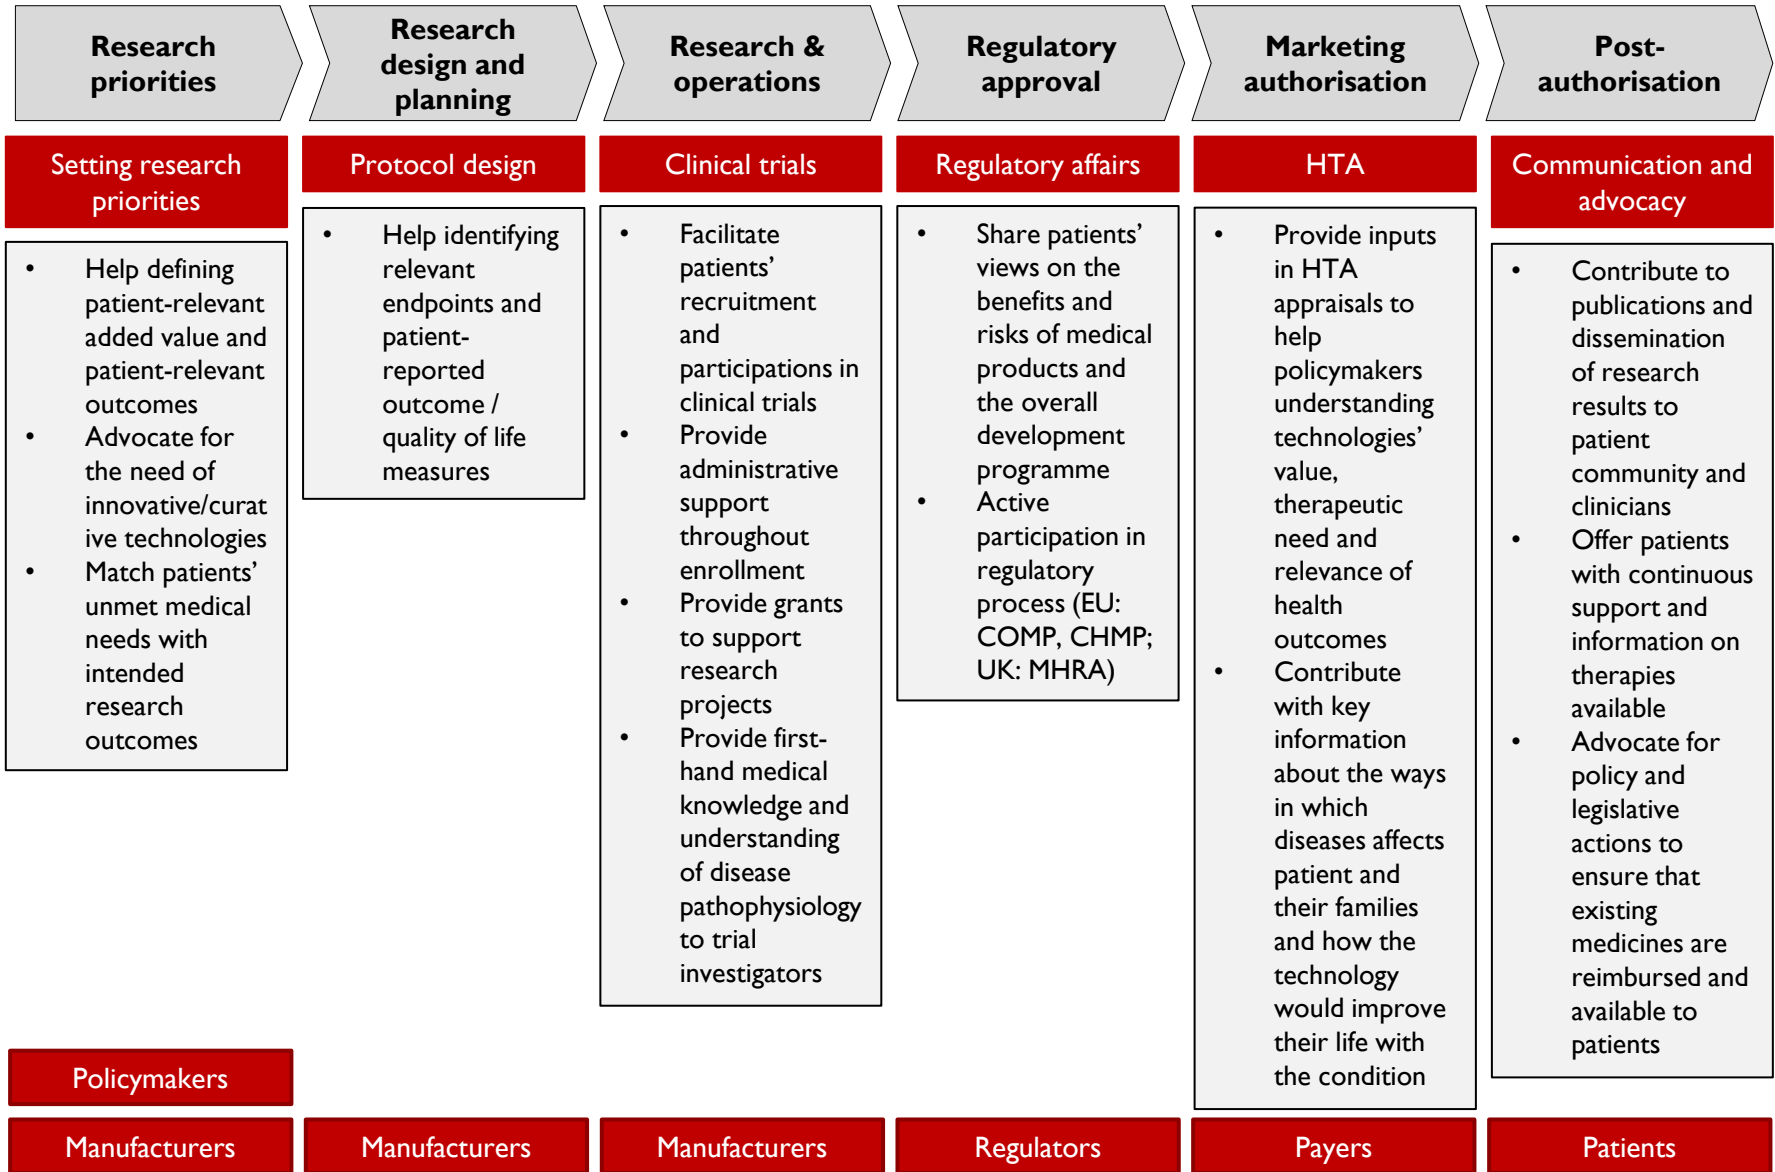 Research
priorities
Research
design and
planning
Research &
operations
Regulatory
approval
Marketing
authorisation
Post-
authorisation
Setting research
priorities
Protocol design
Clinical trials
Regulatory affairs
HTA
Communication and
advocacy
• Help defining
patient-relevant
added value and
patient-relevant
outcomes
• Advocate for
the need of
innovative/curat
ive technologies
• Match patients’
unmet medical
needs with
intended
research
outcomes
• Help identifying
relevant
endpoints and
patient-
reported
outcome /
quality of life
measures
• Facilitate
patients’
recruitment
and
participations in
clinical trials
• Provide
administrative
support
throughout
enrollment
• Provide grants
to support
research
projects
• Provide first-
hand medical
knowledge and
understanding
of disease
pathophysiology
to trial
investigators
• Share patients’
views on the
benefits and
risks of medical
products and
the overall
development
programme
• Active
participation in
regulatory
process (EU:
COMP, CHMP;
UK: MHRA)
• Provide inputs
in HTA
appraisals to
help
policymakers
understanding
technologies’
value,
therapeutic
need and
relevance of
health
outcomes
• Contribute
with key
information
about the ways
in which
diseases affects
patient and
their families
and how the
technology
would improve
their life with
the condition
• Contribute to
publications and
dissemination
of research
results to
patient
community and
clinicians
• Offer patients
with continuous
support and
information on
therapies
available
• Advocate for
policy and
legislative
actions to
ensure that
existing
medicines are
reimbursed and
available to
patients
Policymakers
Manufacturers
Manufacturers
Manufacturers
Regulators
Payers
Patients